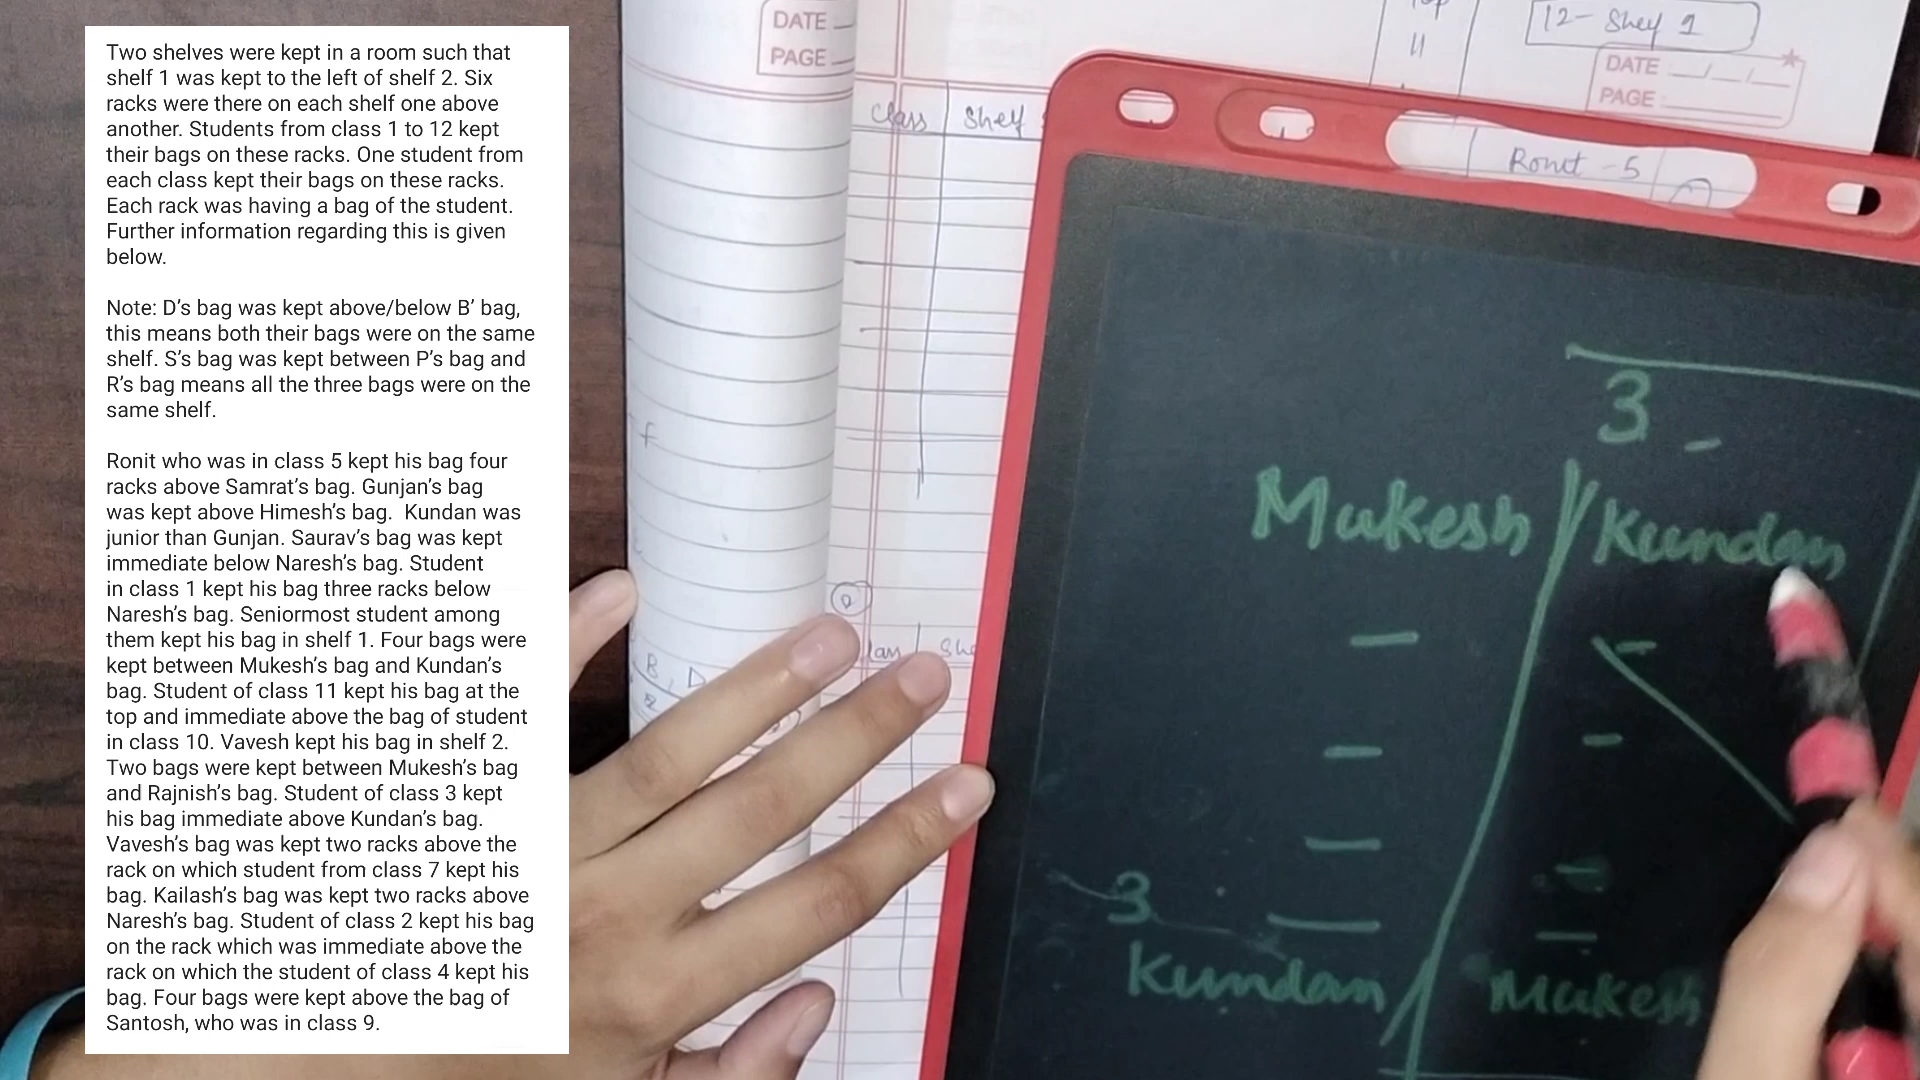 Two shelves were kept in a room such that
shelf 1 was kept to the left of shelf 2. Six
racks were there on each shelf one above
another. Students from class 1 to 12 kept
their bags on these racks. One student from
each class kept their bags on these racks.
Each rack was having a bag of the student.
Further information regarding this is given
below.
Note: D's bag was kept above/below B' bag,
this means both their bags were on the same
shelf. S's bag was kept between P's bag and
R's bag means all the three bags were on the
same shelf.
Ronit who was in class 5 kept his bag four
racks above Samrat's bag. Gunjan's bag
was kept above Himesh's bag.  Kundan was
junior than Gunjan. Saurav's bag was kept
immediate below Naresh's bag. Student
in class 1 kept his bag three racks below
Naresh's bag. Seniormost student among
them kept his bag in shelf 1. Four bags were
kept between Mukesh's bag and Kundan's
bag. Student of class 11 kept his bag at the
top and immediate above the bag of student
in class 10. Vavesh kept his bag in shelf 2.
Two bags were kept between Mukesh's bag
and Rajnish's bag. Student of class 3 kept
his bag immediate above Kundan's bag.
Vavesh's bag was kept two racks above the
rack on which student from class 7 kept his
bag. Kailash's bag was kept two racks above
Naresh's bag. Student of class 2 kept his bag
on the rack which was immediate above the
rack on which the student of class 4 kept his
bag. Four bags were kept above the bag of
Santosh, who was in class 9.
DATE
PAGE
12- Shelf 1
11
DATE
PAGE
Class Shelf
Ronit -5
3 -
Mukesh / Kundan
3
Kundan / Mukesh
B, D